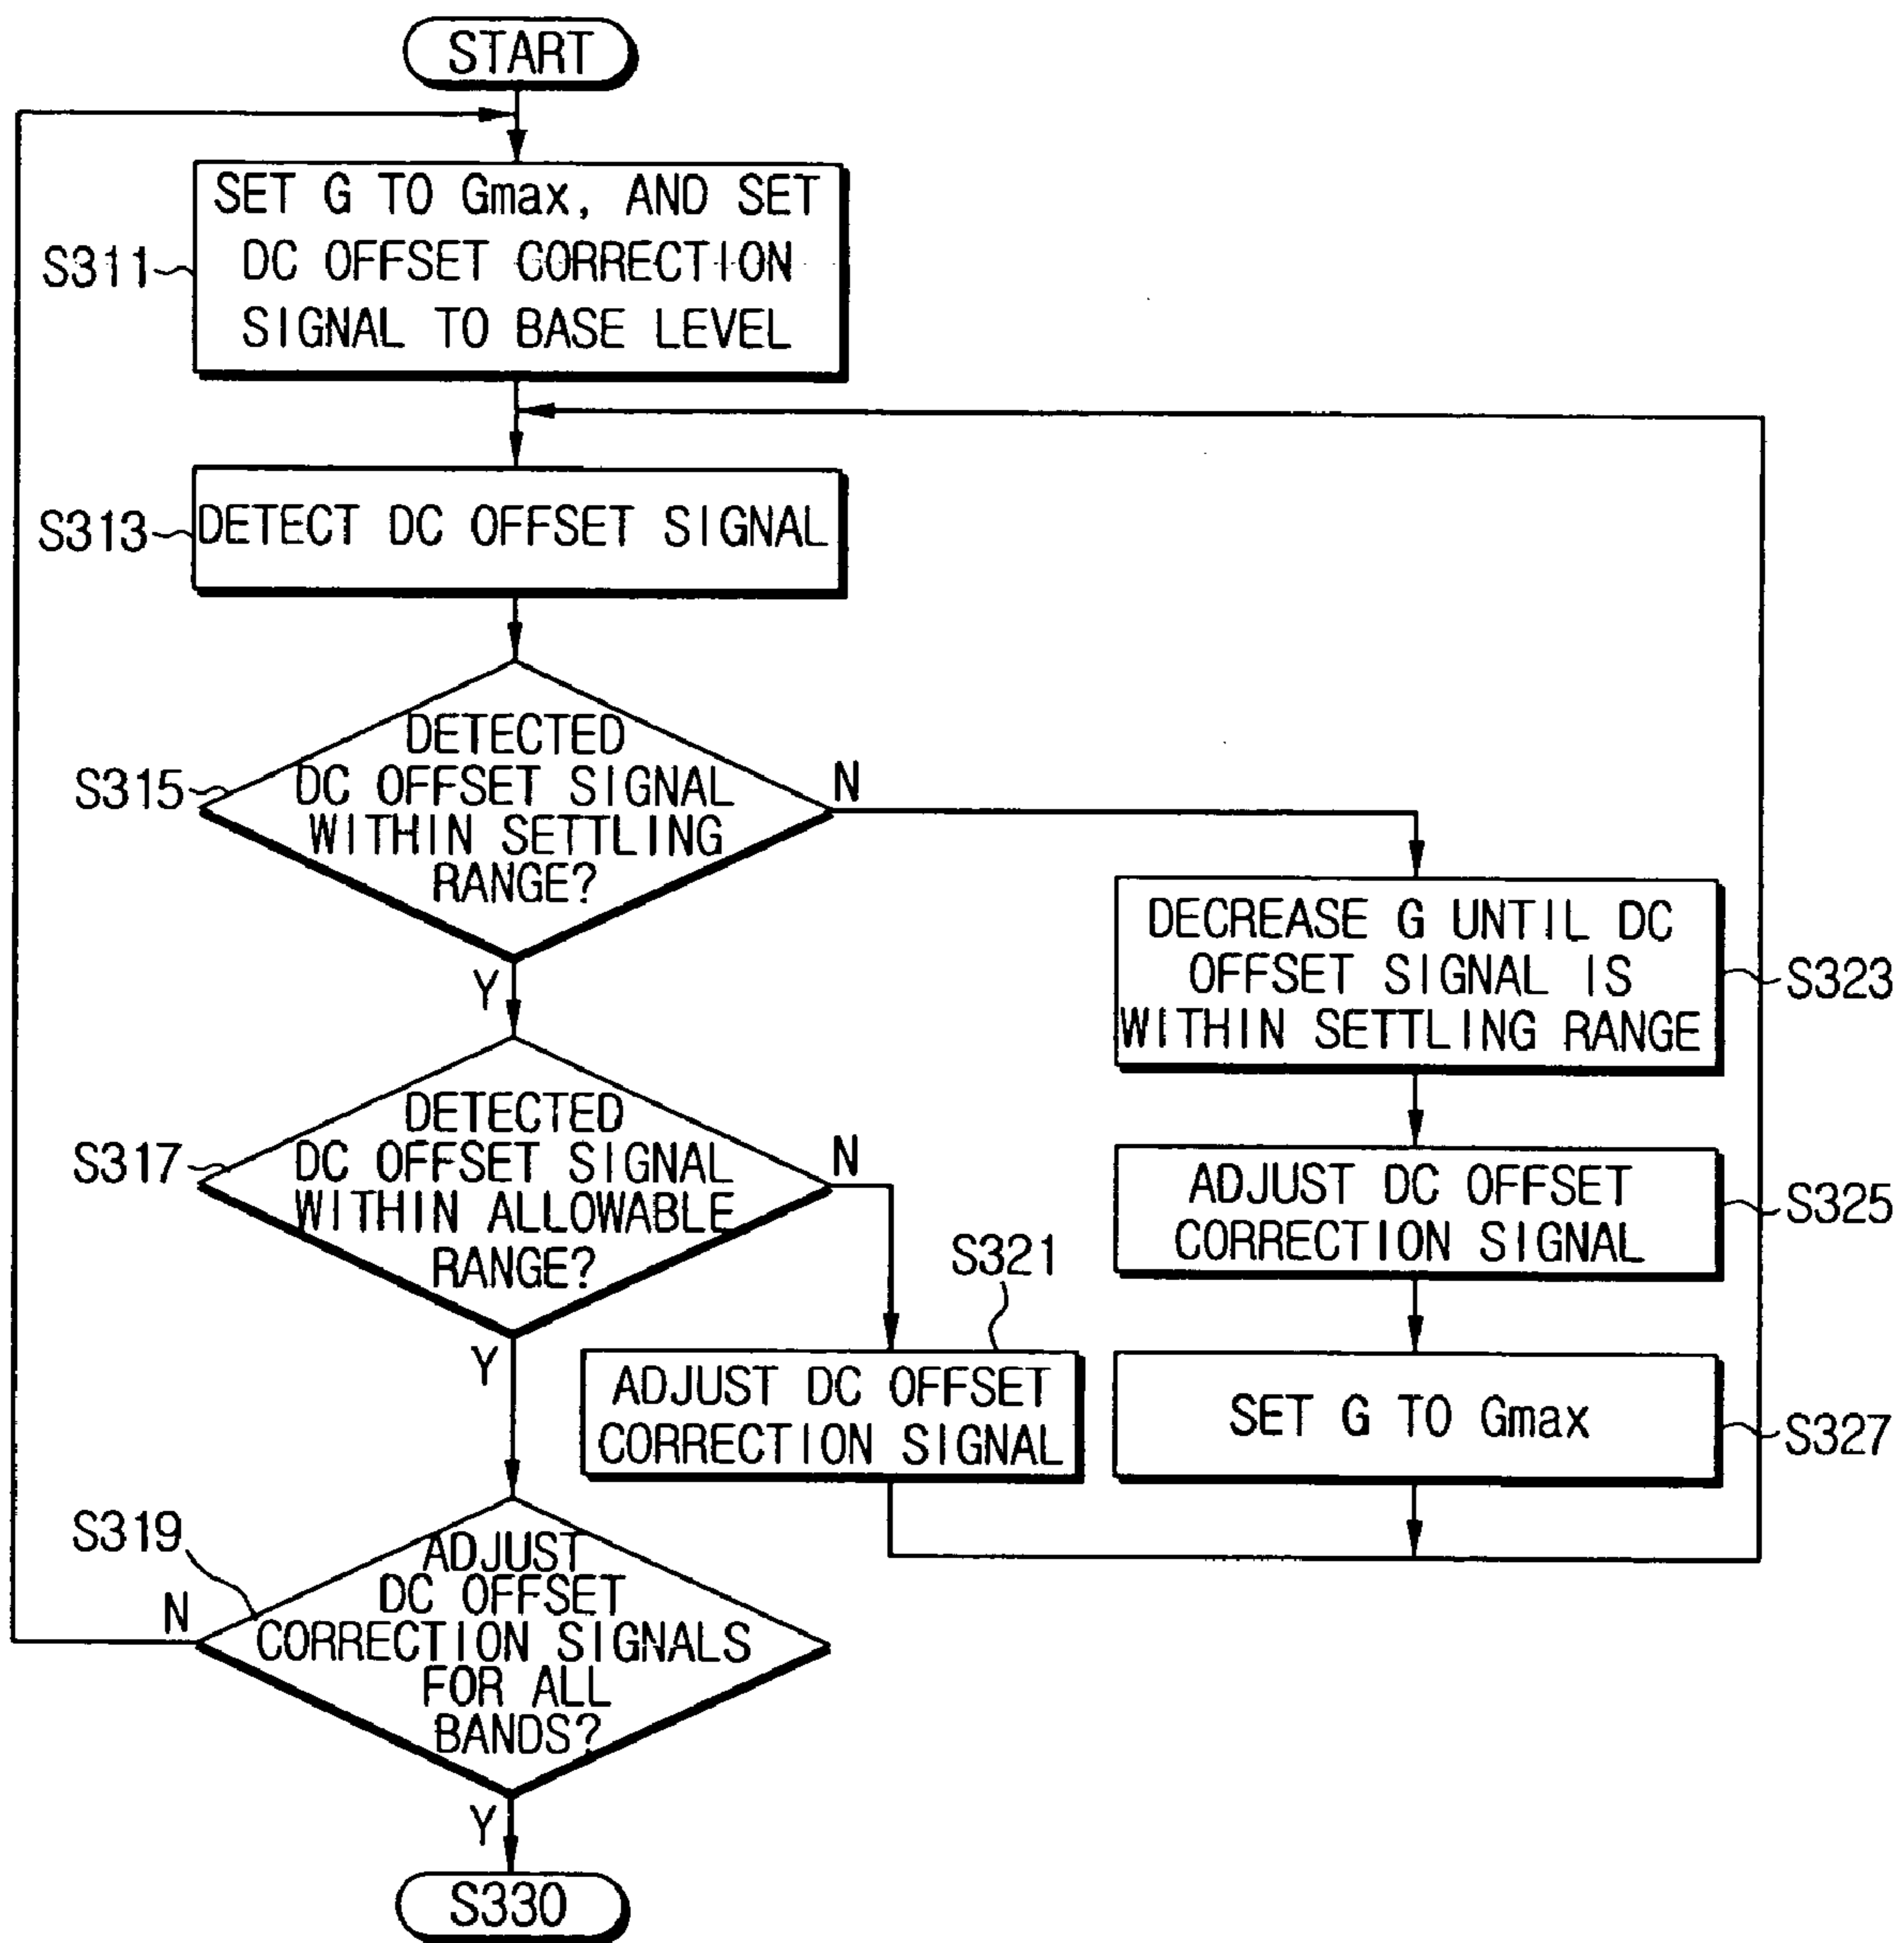 START
SET G TO Gmax, AND SET
DC OFFSET CORRECTION
SIGNAL TO BASE LEVEL
S311
DETECT DC OFFSET SIGNAL
S313
DETECTED
DC OFFSET SIGNAL
WITHIN SETTLING
RANGE?
S315
N
Y
DECREASE G UNTIL DC
OFFSET SIGNAL IS
WITHIN SETTLING RANGE
S323
DETECTED
DC OFFSET SIGNAL
WITHIN ALLOWABLE
RANGE?
S317
N
Y
ADJUST DC OFFSET
CORRECTION SIGNAL
S325
S321
ADJUST DC OFFSET
CORRECTION SIGNAL
SET G TO Gmax
S327
S319
ADJUST
DC OFFSET
CORRECTION SIGNALS
FOR ALL
BANDS?
N
Y
S330